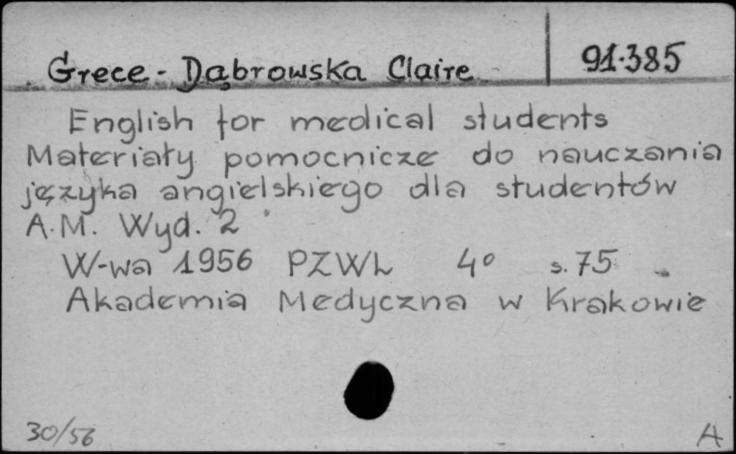 Grece-Dąbrowska Claire 91.385
English for medical students
Materiały pomocnicze do nauczania
języka angielskiego dla studentów
A.M. Wyd. 2
W-wa 1956 PZWL 4° s. 75
Akademia Medyczna w Krakowie
30/56 A